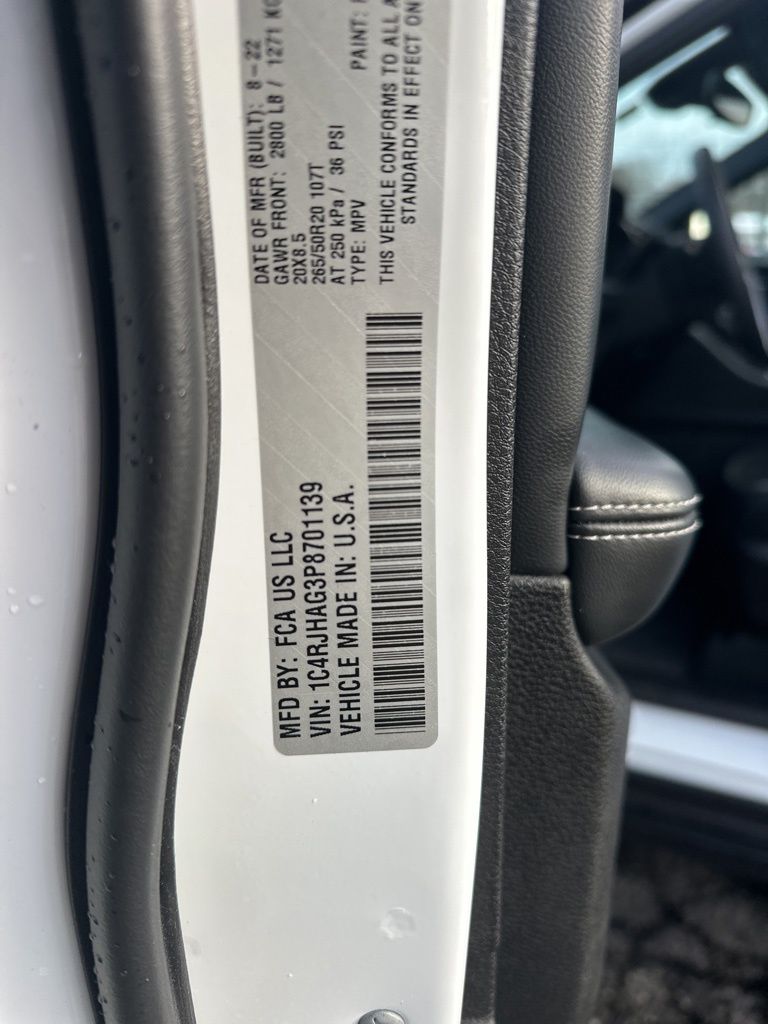 MFD BY: FCA US LLC
VIN: 1C4RJHAG3P8701139
VEHICLE MADE IN: U.S.A.
DATE OF MFR (BUILT): 8-22
GAWR FRONT: 2800 LB / 1271 KG
20X8.5
265/50R20 107T
AT 250 kPa / 36 PSI
TYPE: MPV PAINT:
THIS VEHICLE CONFORMS TO ALL
STANDARDS IN EFFECT ON